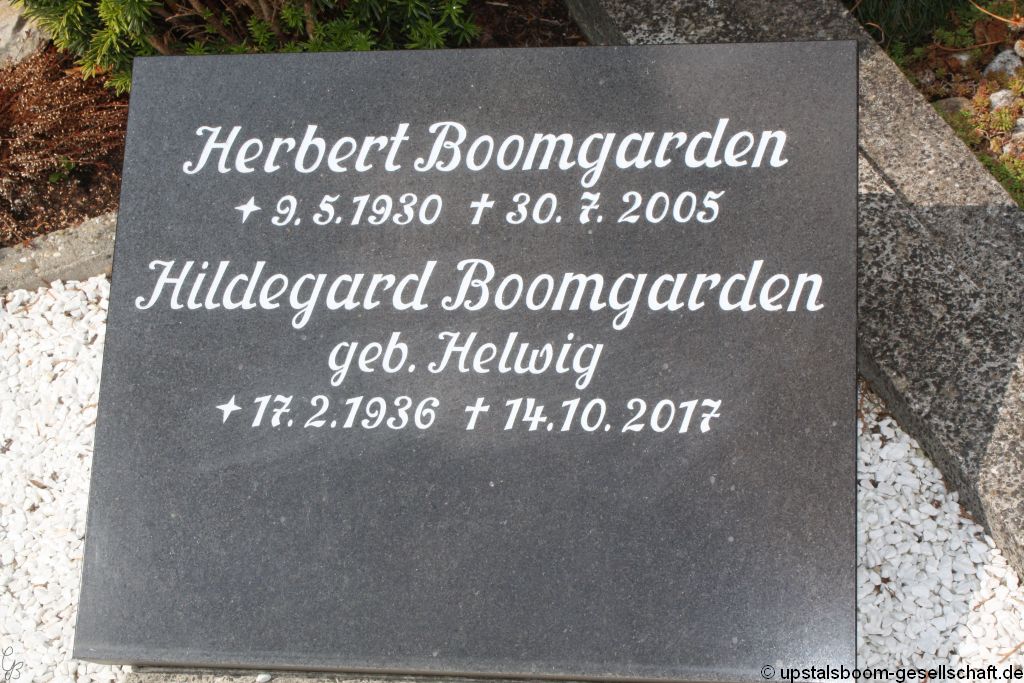 Herbert Boomgarden
✦ 9. 5. 1930 † 30. 7. 2005
Hildegard Boomgarden
geb. Helwig
✦ 17. 2. 1936 † 14. 10. 2017
© upstalsboom-gesellschaft.de